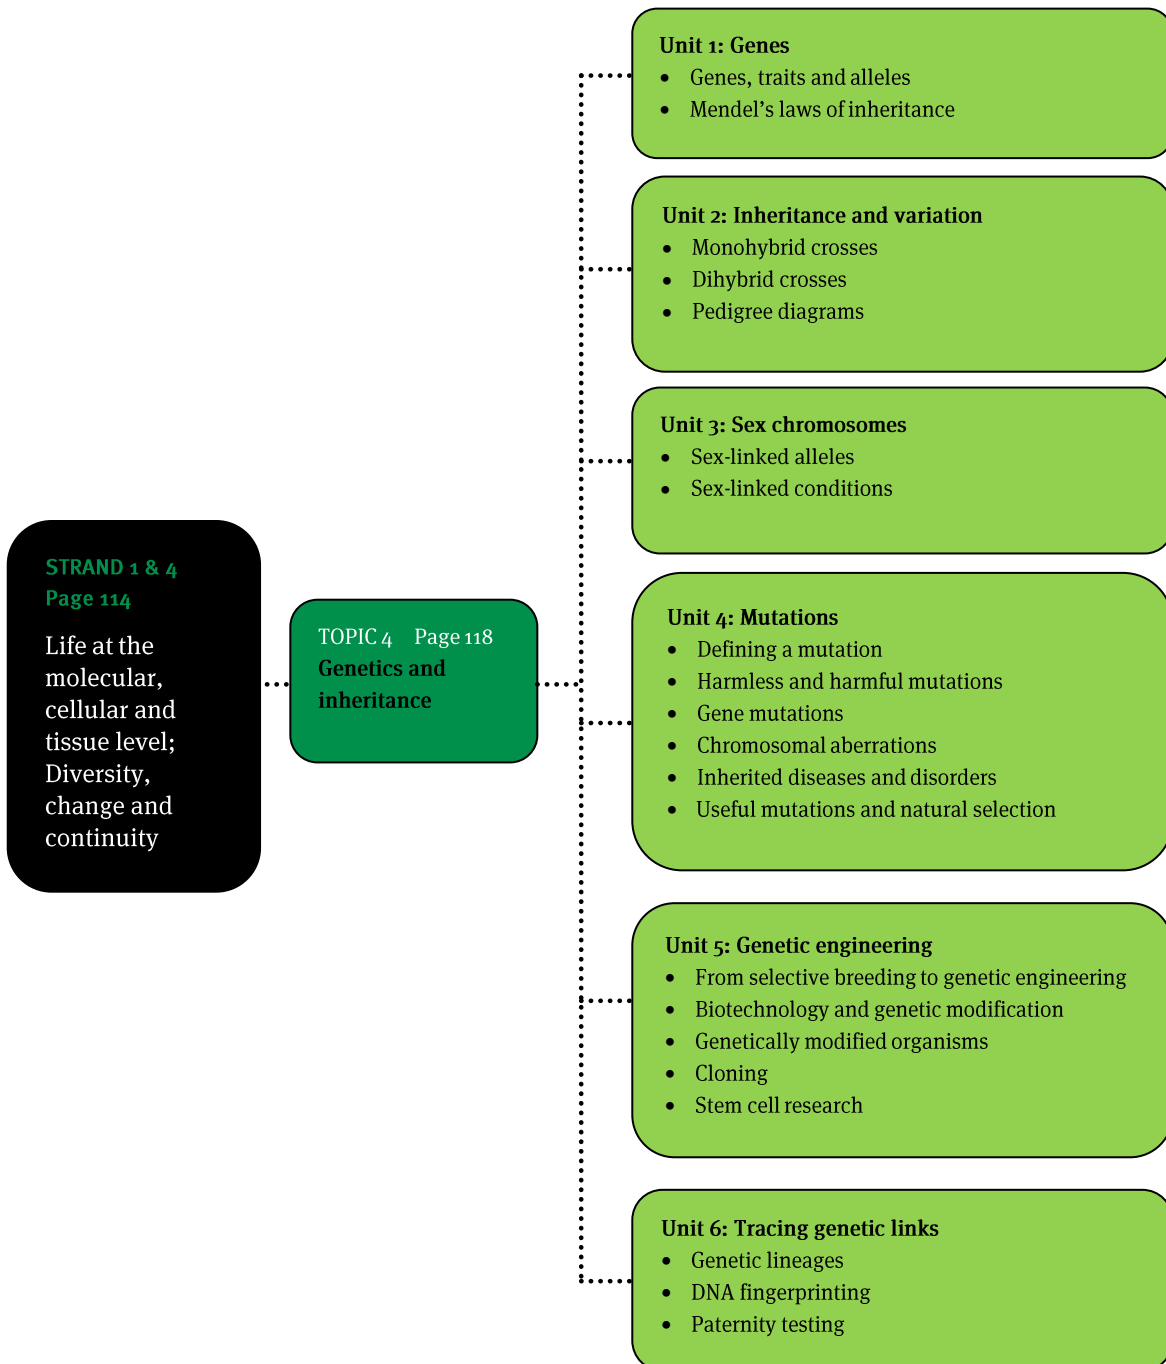 STRAND 1 & 4
Page 114
Life at the
molecular,
cellular and
tissue level;
Diversity,
change and
continuity
TOPIC 4 Page 118
Genetics and
inheritance
Unit 1: Genes
• Genes, traits and alleles
• Mendel’s laws of inheritance
Unit 2: Inheritance and variation
• Monohybrid crosses
• Dihybrid crosses
• Pedigree diagrams
Unit 3: Sex chromosomes
• Sex-linked alleles
• Sex-linked conditions
Unit 4: Mutations
• Defining a mutation
• Harmless and harmful mutations
• Gene mutations
• Chromosomal aberrations
• Inherited diseases and disorders
• Useful mutations and natural selection
Unit 5: Genetic engineering
• From selective breeding to genetic engineering
• Biotechnology and genetic modification
• Genetically modified organisms
• Cloning
• Stem cell research
Unit 6: Tracing genetic links
• Genetic lineages
• DNA fingerprinting
• Paternity testing